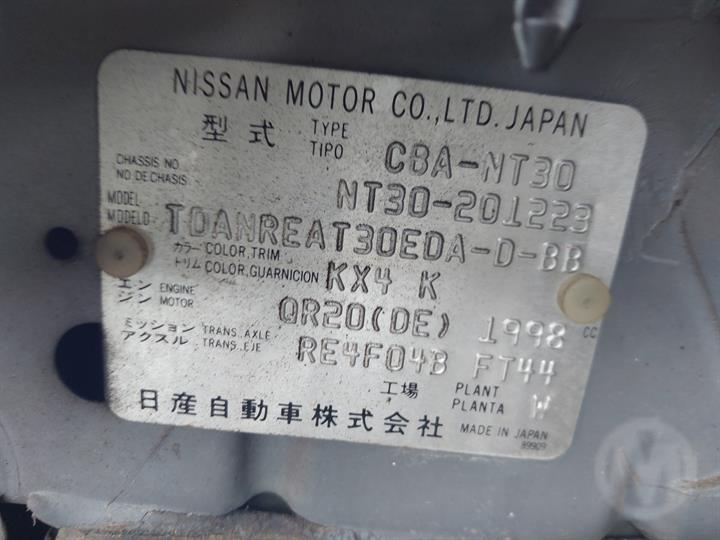 NISSAN MOTOR CO.,LTD. JAPAN
型式 TYPE TIPO CBA-NT30
CHASSIS NO NO DE CHASIS NT30-201223
MODEL MODELO TDANREAT30EDA-D-BB
カラー COLOR,TRIM トリム COLOR,GUARNICION KX4 K
エンジン ENGINE MOTOR QR20(DE) 1998 CC
ミッション アクスル TRANS.,AXLE TRANS.,EJE RE4F04B FT44
工場 PLANT PLANTA W
日産自動車株式会社 MADE IN JAPAN
89909
M